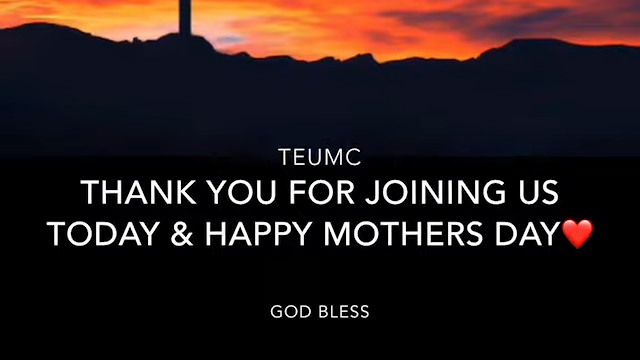 TEUMC
THANK YOU FOR JOINING US
TODAY & HAPPY MOTHERS DAY❤️
GOD BLESS